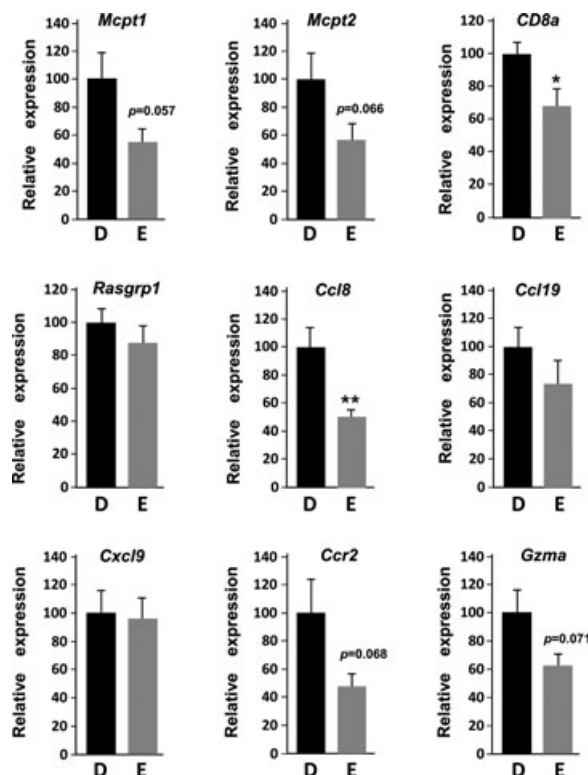 Mcpt1
Relative expression
140
120
100
80
60
40
20
0
p=0.057
D E
Mcpt2
Relative expression
140
120
100
80
60
40
20
0
p=0.066
D E
CD8a
Relative expression
120
100
80
60
40
20
0
*
D E
Rasgrp1
Relative expression
120
100
80
60
40
20
0
D E
Ccl8
Relative expression
140
120
100
80
60
40
20
0
**
D E
Ccl19
Relative expression
140
120
100
80
60
40
20
0
D E
Cxcl9
Relative expression
140
120
100
80
60
40
20
0
D E
Ccr2
Relative expression
140
120
100
80
60
40
20
0
p=0.068
D E
Gzma
Relative expression
140
120
100
80
60
40
20
0
p=0.071
D E